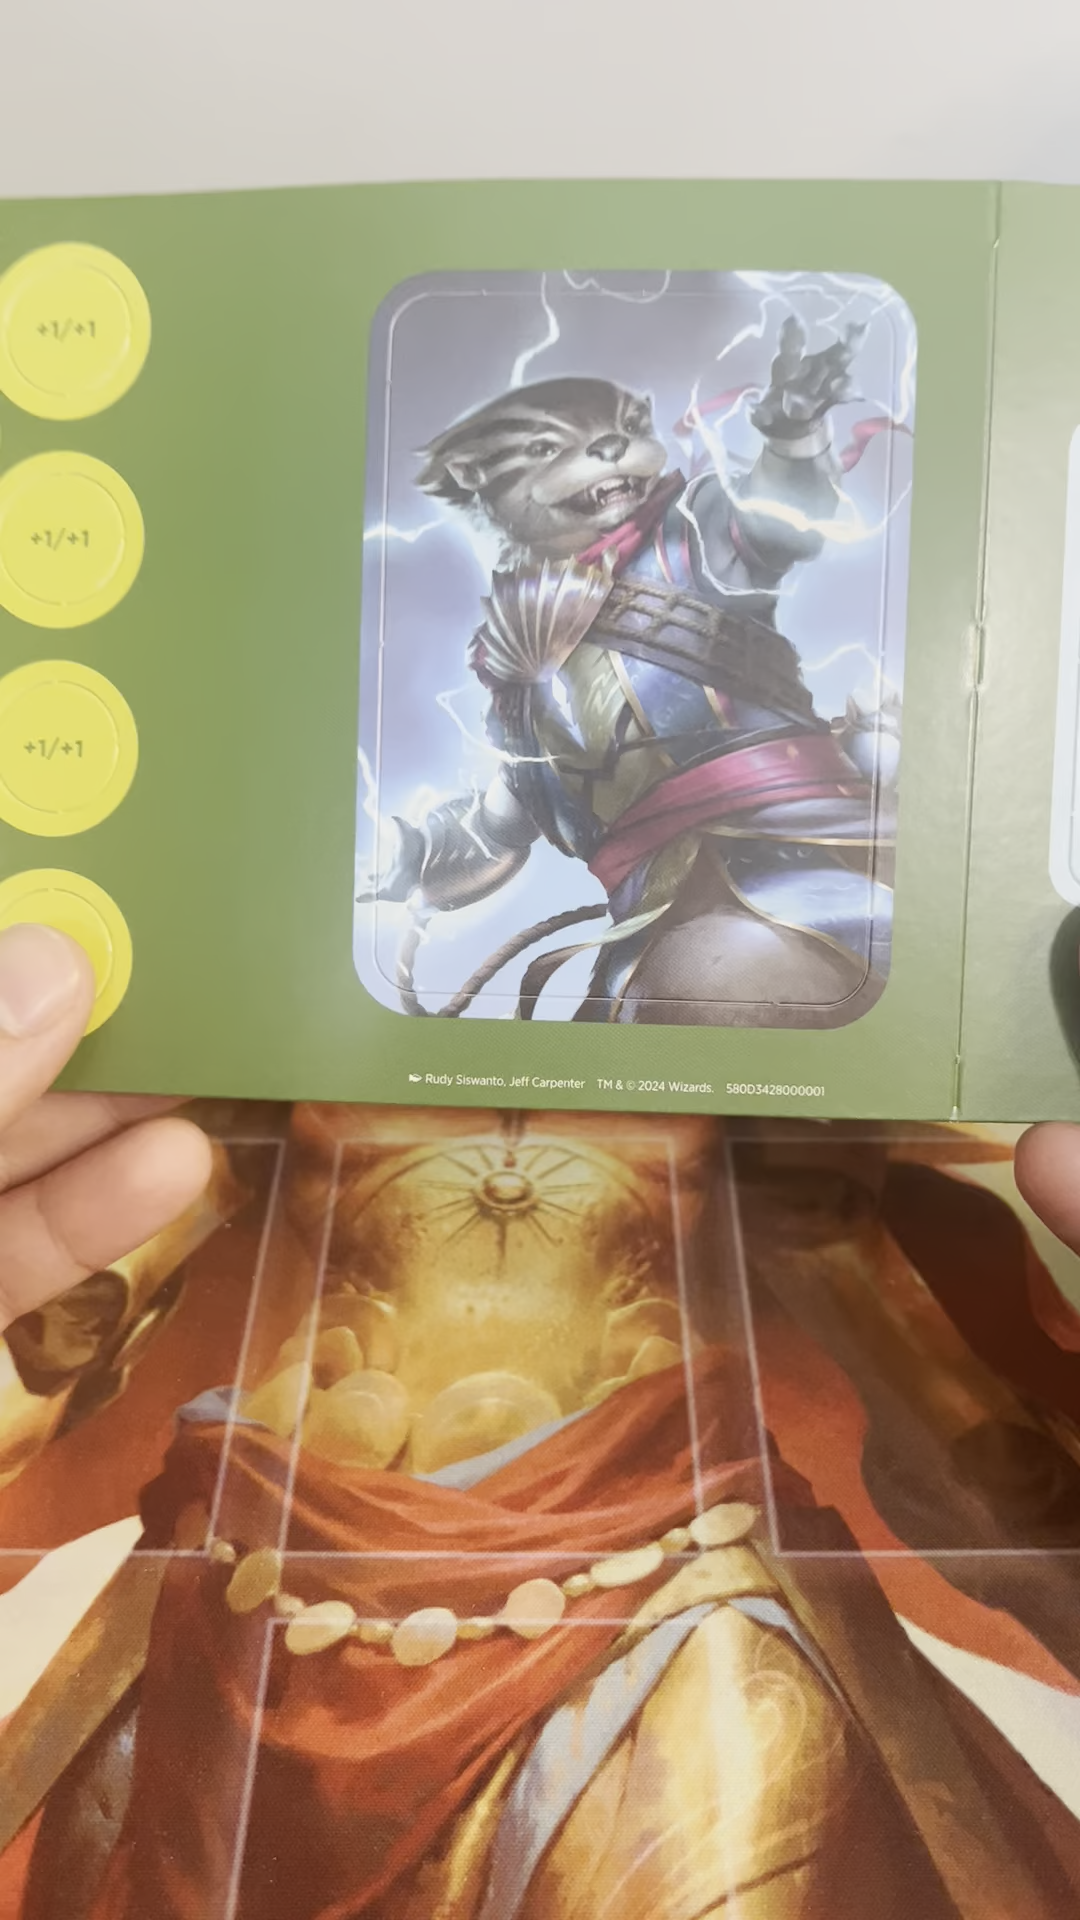 +1/+1
+1/+1
+1/+1
Rudy Siswanto, Jeff Carpenter TM & © 2024 Wizards. 580D3428000001